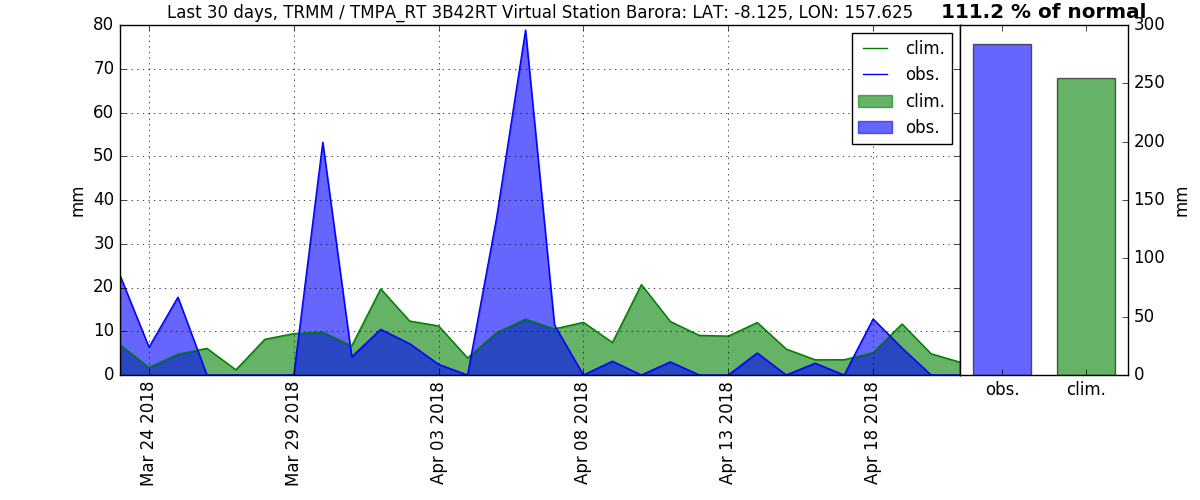 Last 30 days, TRMM / TMPA_RT 3B42RT Virtual Station Barora: LAT: -8.125, LON: 157.625
111.2 % of normal
80
70
60
50
40
30
20
10
0
mm
clim.
obs.
clim.
obs.
Mar 24 2018
Mar 29 2018
Apr 03 2018
Apr 08 2018
Apr 13 2018
Apr 18 2018
300
250
200
150
100
50
0
mm
obs.
clim.